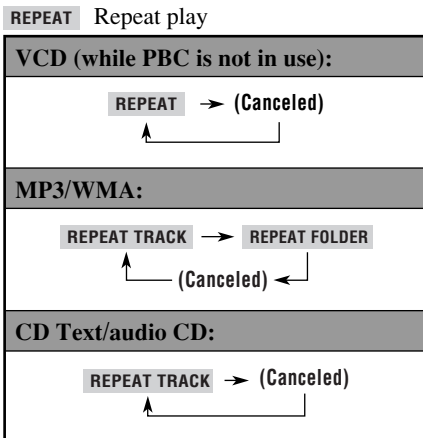 REPEAT Repeat play
VCD (while PBC is not in use):
REPEAT → (Canceled)
MP3/WMA:
REPEAT TRACK → REPEAT FOLDER
(Canceled)
CD Text/audio CD:
REPEAT TRACK → (Canceled)